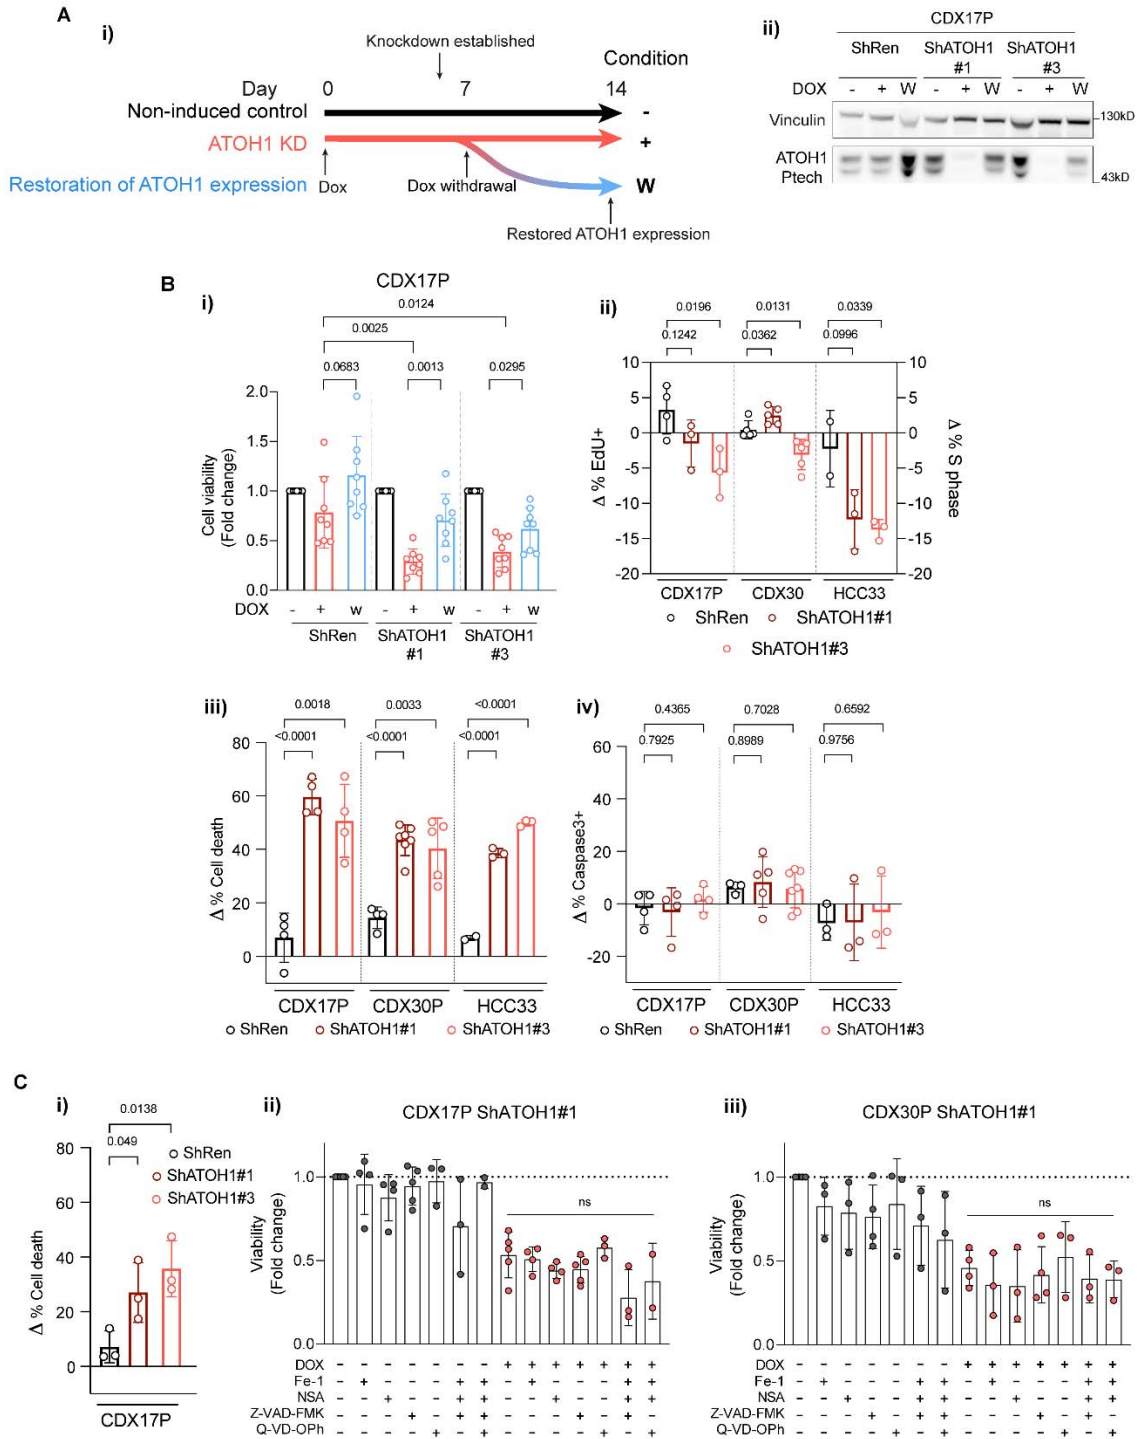 A
i)
Knockdown established
Condition
Day 0 7 14
Non-induced control -
ATOH1 KD +
Restoration of ATOH1 expression W
Dox Dox withdrawal
Restored ATOH1 expression
ii)
CDX17P
ShRen ShATOH1 ShATOH1
#1 #3
DOX - + W - + W - + W
Vinculin -130kD
ATOH1
Ptech 43kD
B
i)
CDX17P
0.0124
0.0025
0.0683 0.0013 0.0295
Cell viability
(Fold change)
2.0
1.5
1.0
0.5
0.0
DOX - + w - + w - + w
ShRen ShATOH1 ShATOH1
#1 #3
ii)
0.0196 0.0131 0.0339
0.1242 0.0362 0.0996
Δ % EdU+
Δ % S phase
10 10
5 5
0 0
-5 -5
-10 -10
-15 -15
-20 -20
CDX17P CDX30 HCC33
ShRen ShATOH1#1
ShATOH1#3
iii)
0.0018 0.0033 <0.0001
<0.0001 <0.0001 <0.0001
Δ % Cell death
80
60
40
20
0
CDX17P CDX30P HCC33
ShRen ShATOH1#1 ShATOH1#3
iv)
0.4365 0.7028 0.6592
0.7925 0.8989 0.9756
Δ % Caspase3+
60
40
20
0
-20
CDX17P CDX30P HCC33
ShRen ShATOH1#1 ShATOH1#3
C
i)
0.0138
0.049
ShRen
ShATOH1#1
ShATOH1#3
Δ % Cell death
80
60
40
20
0
CDX17P
ii)
CDX17P ShATOH1#1
Viability
(Fold change)
1.0
0.5
0.0
ns
DOX - - - - - - - + + + + + + +
Fe-1 - + - - - + + - + - - - + +
NSA - - + - - + + - - + - - + +
Z-VAD-FMK - - - + - + - - - - + - + -
Q-VD-OPh - - - - + - + - - - - + - +
iii)
CDX30P ShATOH1#1
Viability
(Fold change)
1.0
0.5
0.0
ns
DOX - - - - - - - + + + + + + +
Fe-1 - + - - - + + - + - - - + +
NSA - - + - - + + - - + - - + +
Z-VAD-FMK - - - + - + - - - - + - + -
Q-VD-OPh - - - - + - + - - - - + - +